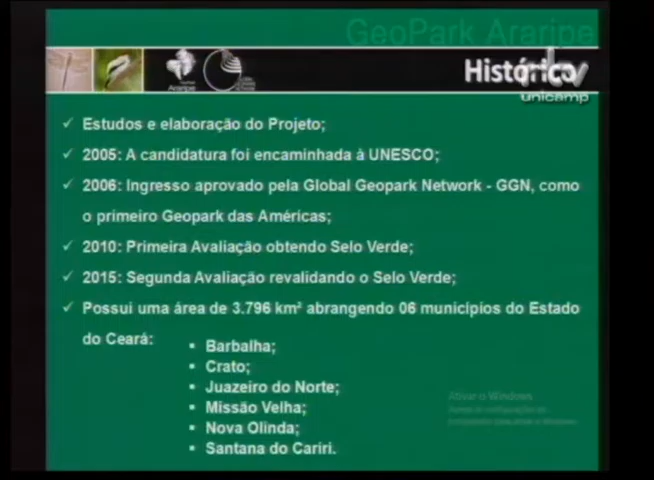 GeoPark Araripe
Histórico
rtv
unicamp
Araripe
✓ Estudos e elaboração do Projeto;
✓ 2005: A candidatura foi encaminhada à UNESCO;
✓ 2006: Ingresso aprovado pela Global Geopark Network - GGN, como
o primeiro Geopark das Américas;
✓ 2010: Primeira Avaliação obtendo Selo Verde;
✓ 2015: Segunda Avaliação revalidando o Selo Verde;
✓ Possui uma área de 3.796 km² abrangendo 06 municípios do Estado
do Ceará:
▪ Barbalha;
▪ Crato;
▪ Juazeiro do Norte;
▪ Missão Velha;
▪ Nova Olinda;
▪ Santana do Cariri.
Ativar o Windows